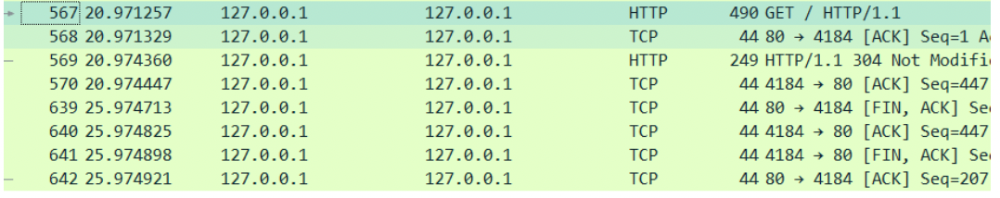 567 20.971257 127.0.0.1 127.0.0.1 HTTP 490 GET / HTTP/1.1
568 20.971329 127.0.0.1 127.0.0.1 TCP 44 80 → 4184 [ACK] Seq=1
569 20.974360 127.0.0.1 127.0.0.1 HTTP 249 HTTP/1.1 304 Not
570 20.974447 127.0.0.1 127.0.0.1 TCP 44 4184 → 80 [ACK] Seq=447
639 25.974713 127.0.0.1 127.0.0.1 TCP 44 80 → 4184 [FIN, ACK]
640 25.974825 127.0.0.1 127.0.0.1 TCP 44 4184 → 80 [ACK] Seq=447
641 25.974898 127.0.0.1 127.0.0.1 TCP 44 4184 → 80 [FIN, ACK]
642 25.974921 127.0.0.1 127.0.0.1 TCP 44 80 → 4184 [ACK] Seq=207